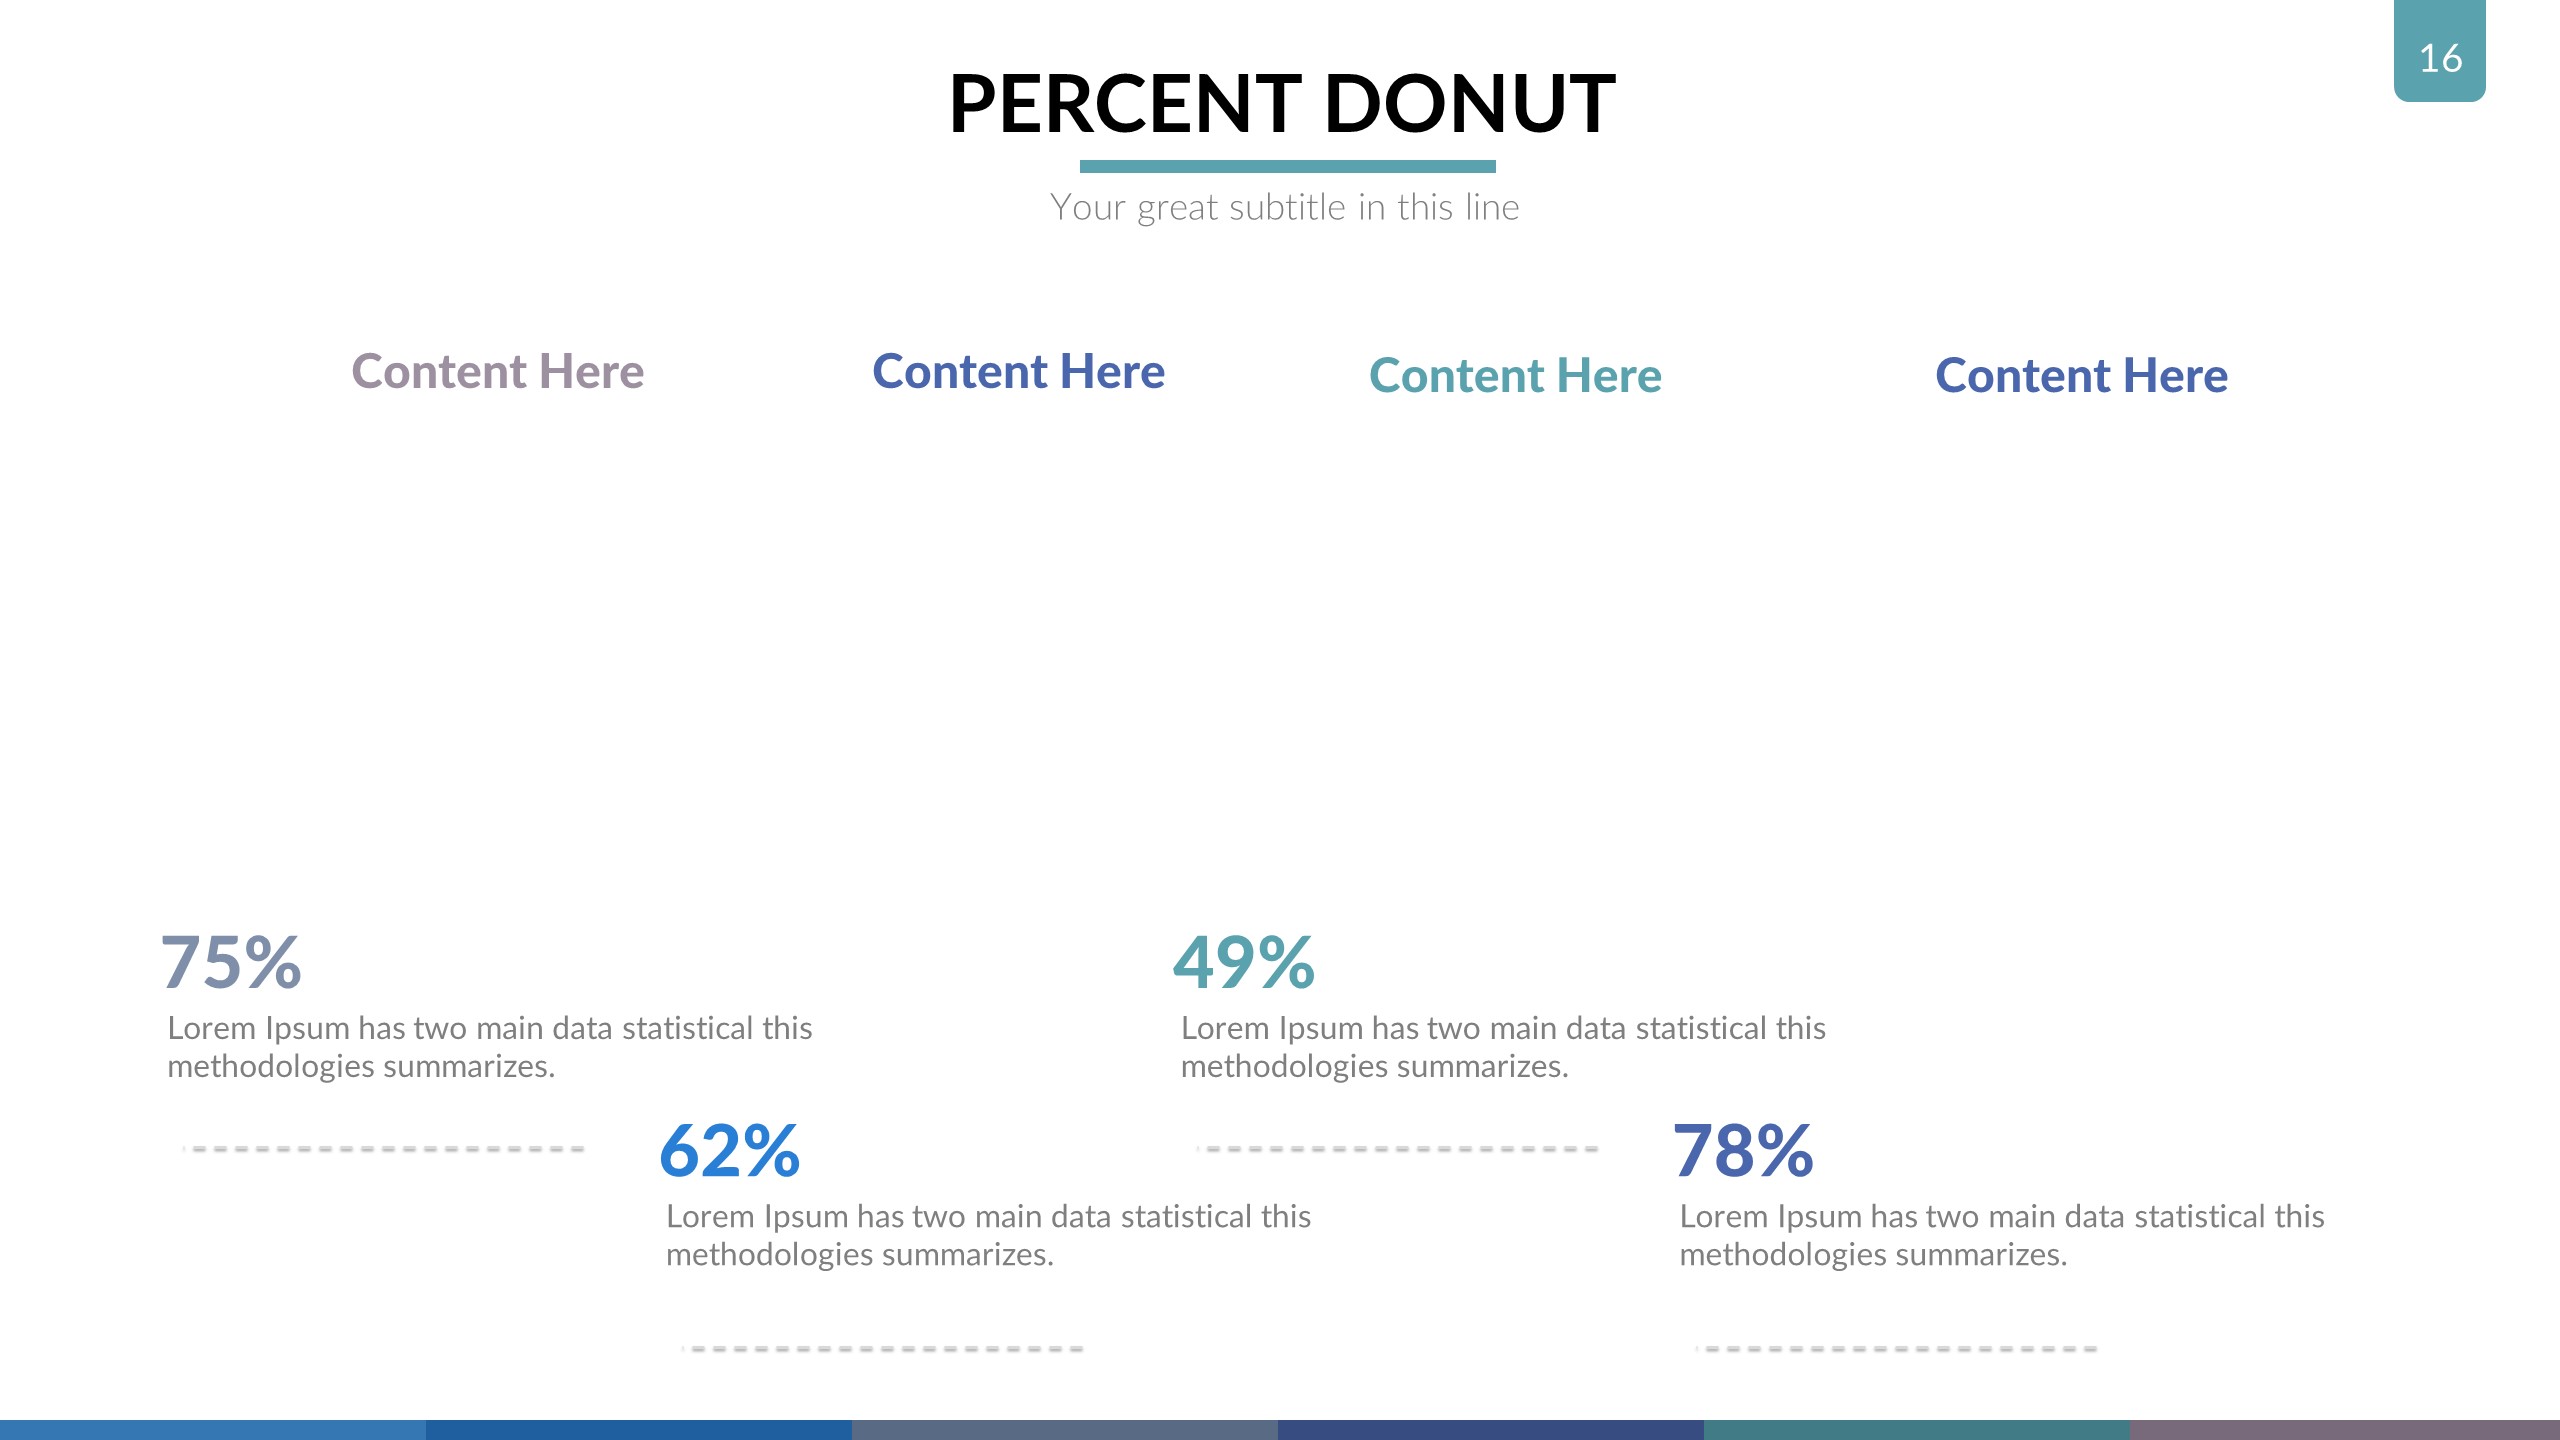 16
PERCENT DONUT
Your great subtitle in this line
Content Here
Content Here
Content Here
Content Here
75%
Lorem Ipsum has two main data statistical this
methodologies summarizes.
49%
Lorem Ipsum has two main data statistical this
methodologies summarizes.
62%
Lorem Ipsum has two main data statistical this
methodologies summarizes.
78%
Lorem Ipsum has two main data statistical this
methodologies summarizes.